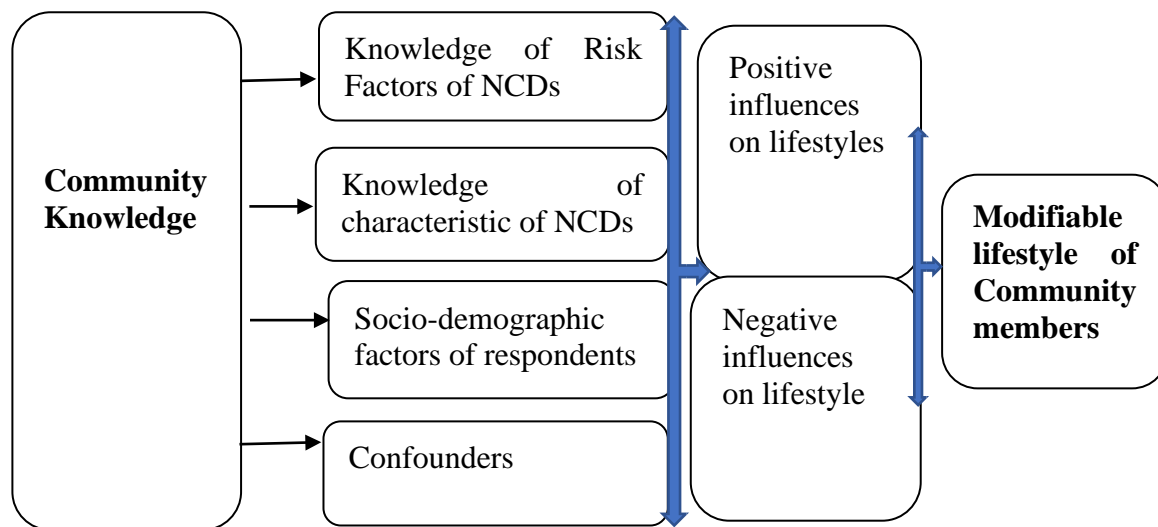 Community
Knowledge
Knowledge of Risk
Factors of NCDs
Knowledge of
characteristic of NCDs
Socio-demographic
factors of respondents
Confounders
Positive
influences
on lifestyles
Negative
influences
on lifestyle
Modifiable
lifestyle of
Community
members